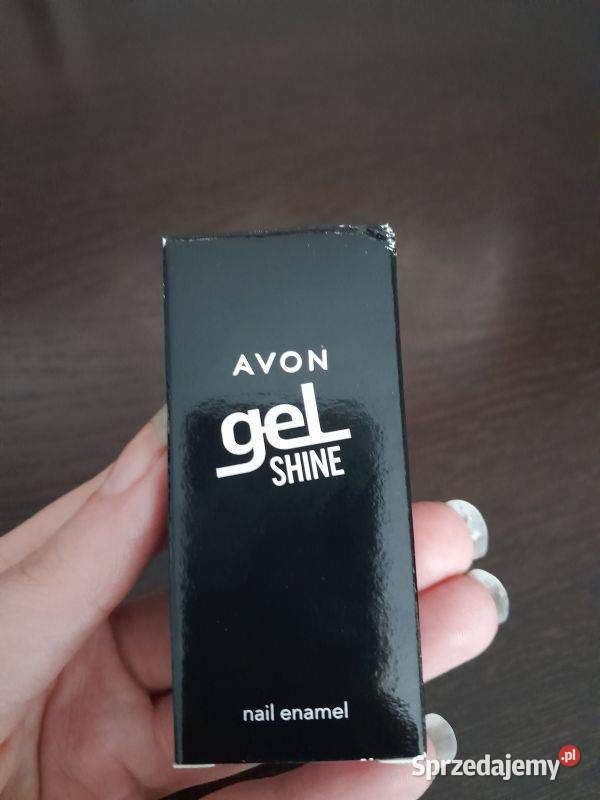 AVON
gel
SHINE
nail enamel
Sprzedajemy.pl